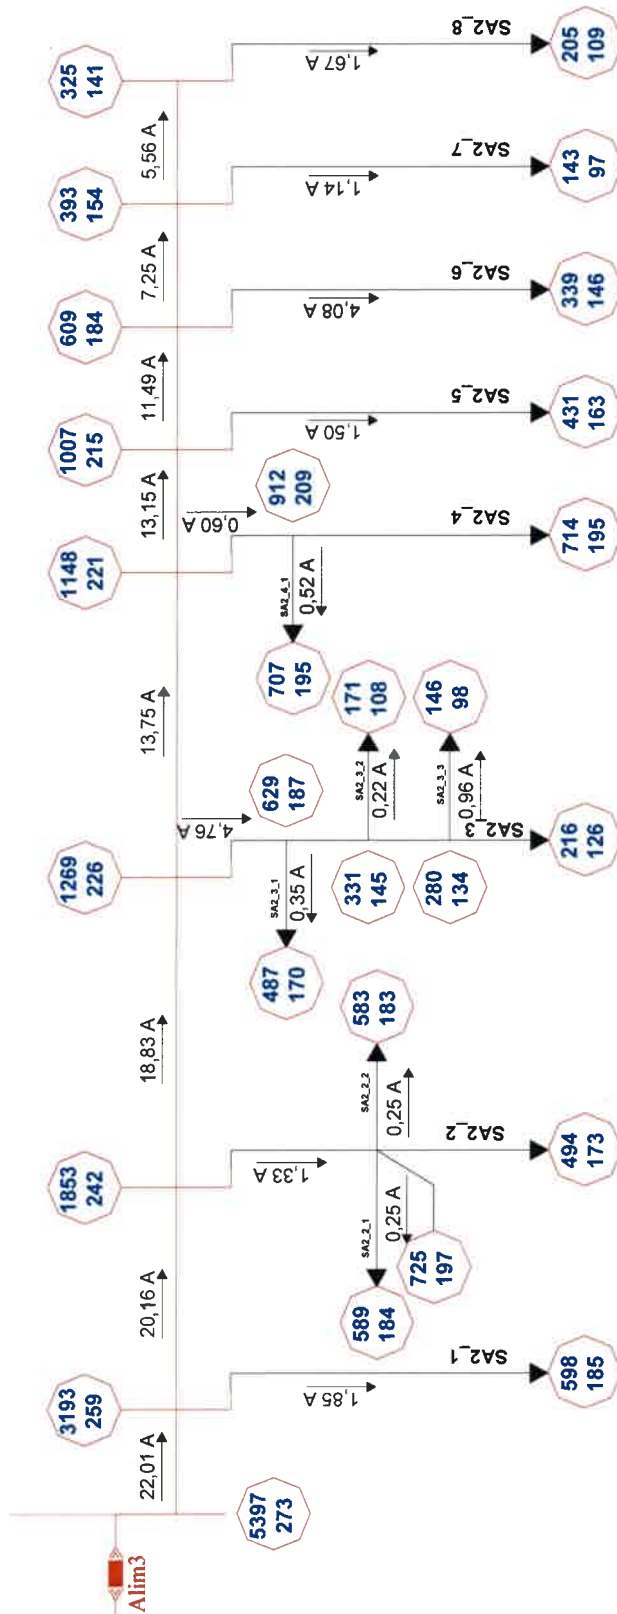 Alim3
5397
273
22,01 A
3193
259
1,85 A
SA2_1
598
185
20,16 A
1853
242
1,33 A
SA2_2
SA2_2_1
0,25 A
589
184
725
197
SA2_2_2
0,25 A
583
183
494
173
18,83 A
1269
226
4,76 A
629
187
SA2_3_1
0,35 A
487
170
331
145
SA2_3_2
0,22 A
171
108
280
134
SA2_3_3
0,96 A
146
98
SA2_3
216
126
13,75 A
1148
221
0,60 A
912
209
SA2_4_1
0,52 A
707
195
SA2_4
714
195
13,15 A
1007
215
1,50 A
SA2_5
431
163
11,49 A
609
184
4,08 A
SA2_6
339
146
7,25 A
393
154
1,14 A
SA2_7
143
97
5,56 A
325
141
1,67 A
SA2_8
205
109